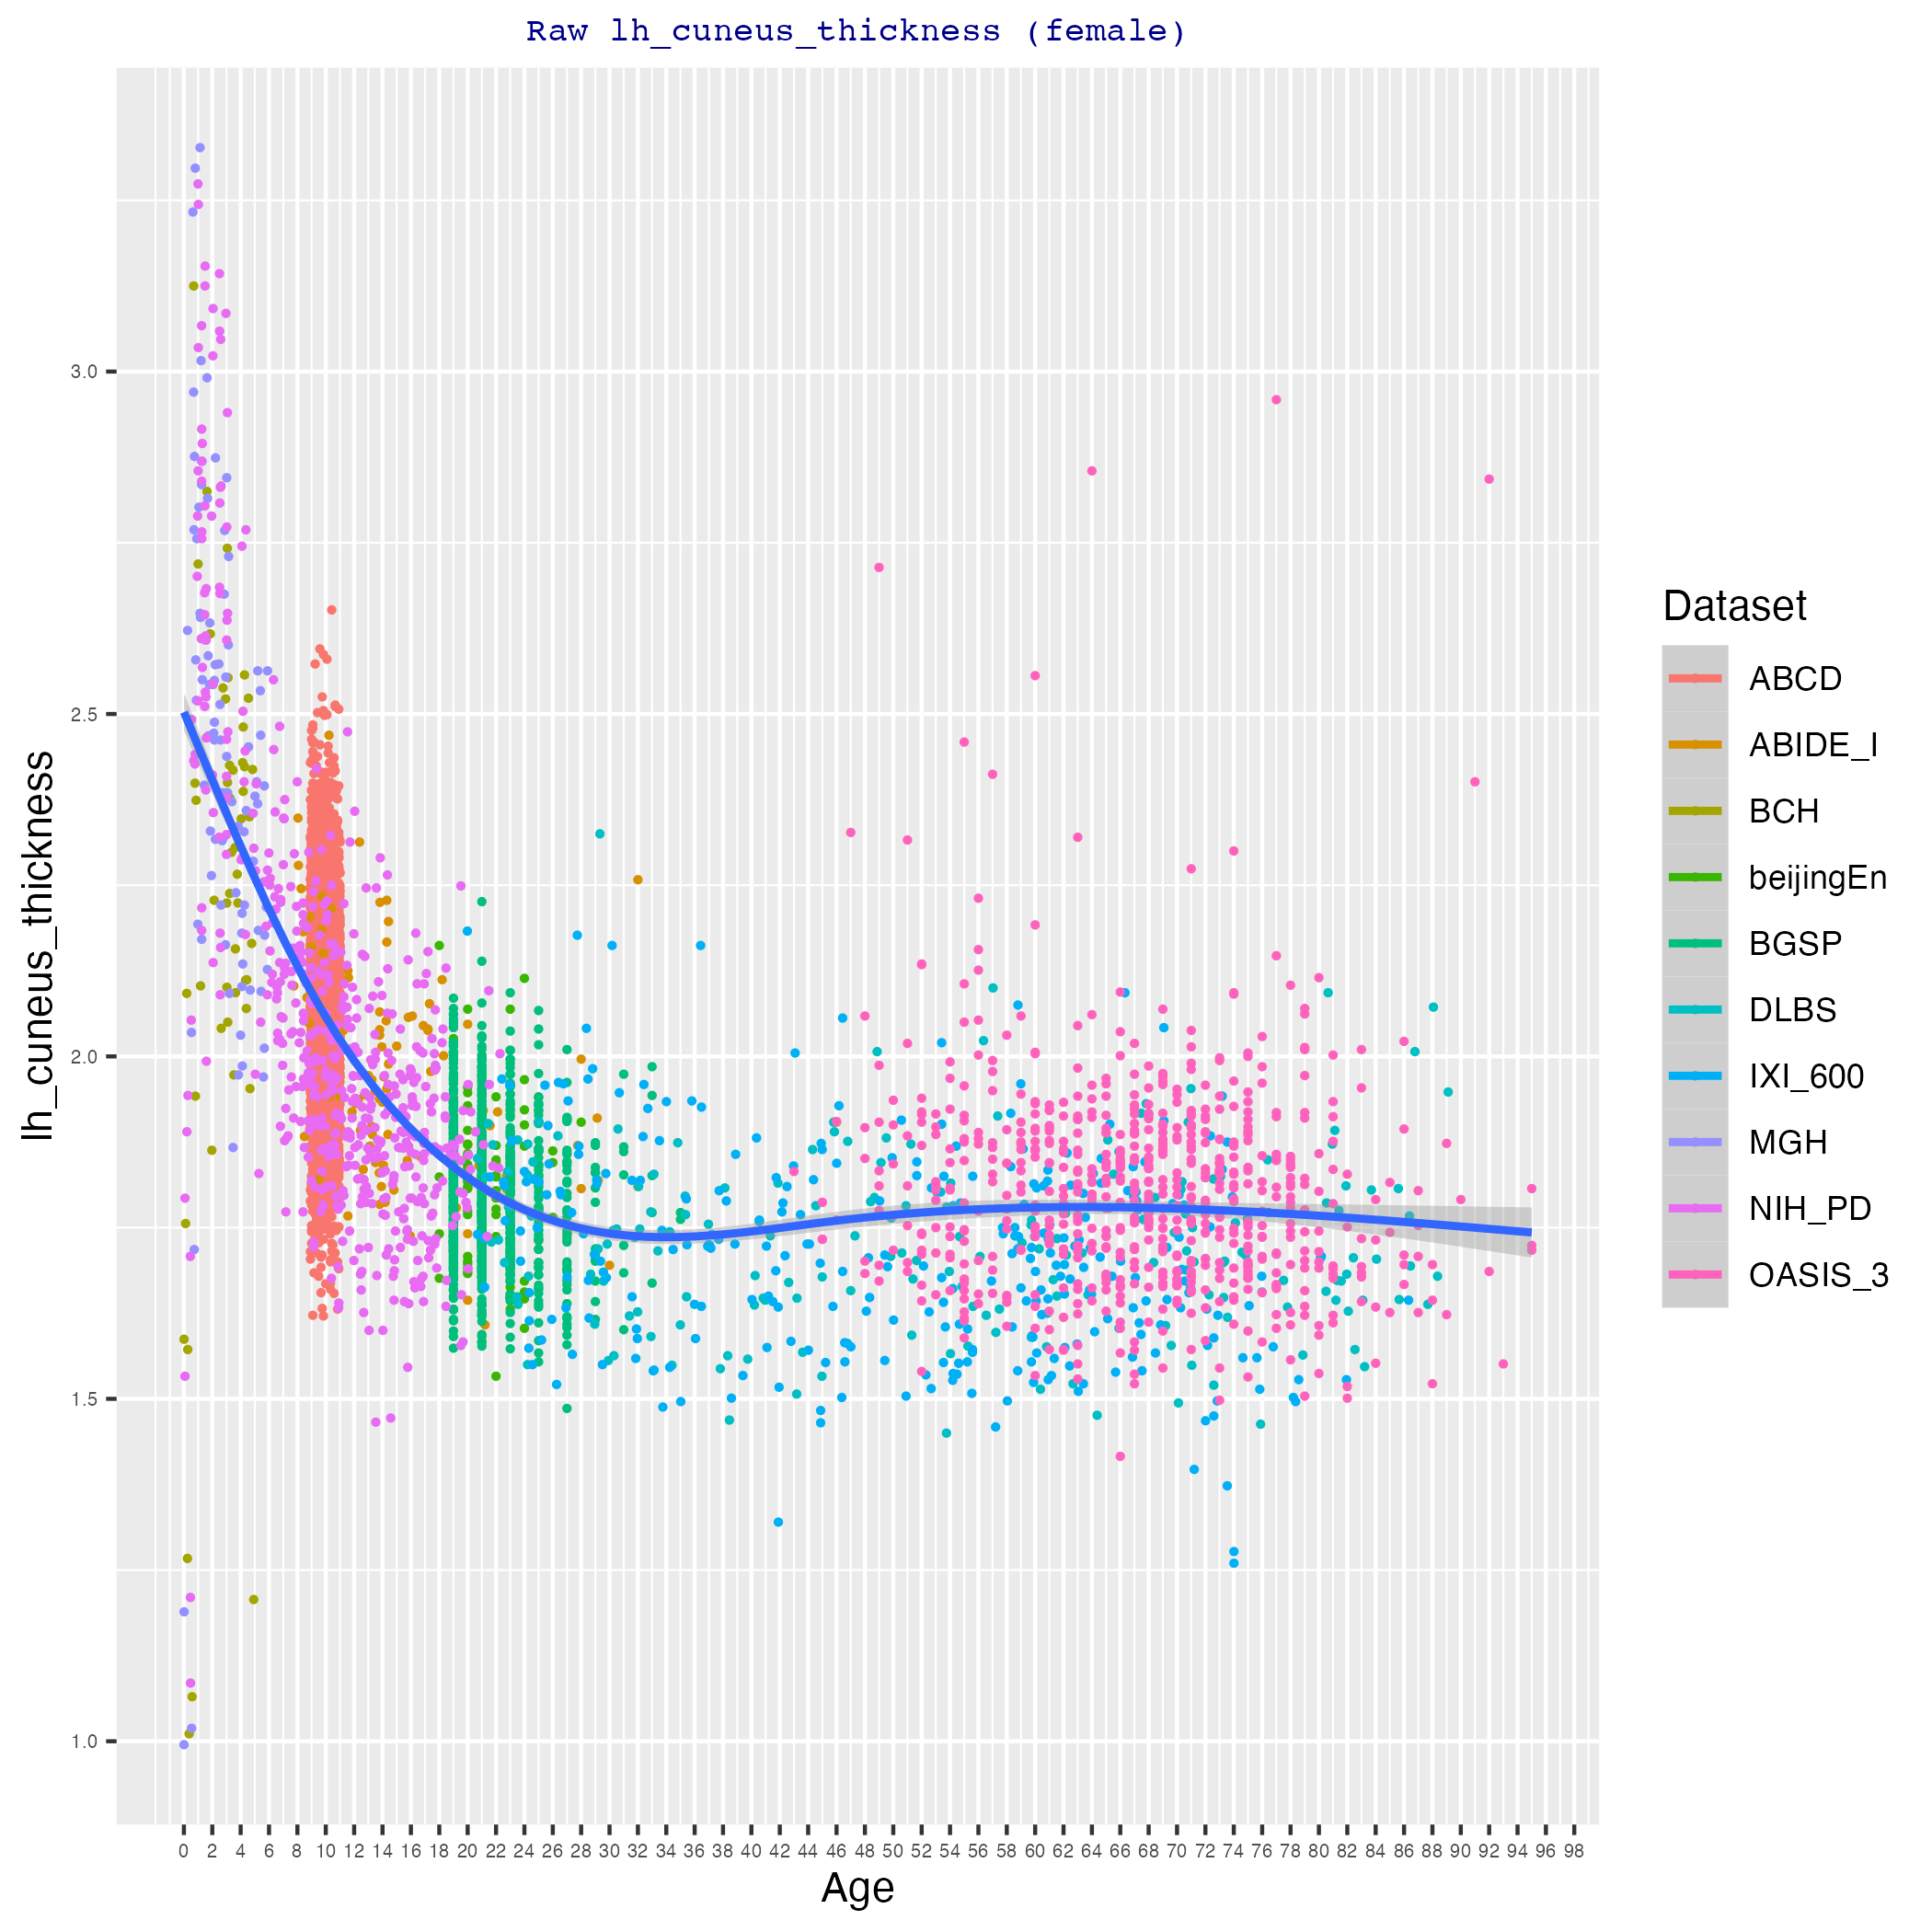 Raw lh_cuneus_thickness (female)
lh_cuneus_thickness
3.0
2.5
2.0
1.5
1.0
0 2 4 6 8 10 12 14 16 18 20 22 24 26 28 30 32 34 36 38 40 42 44 46 48 50 52 54 56 58 60 62 64 66 68 70 72 74 76 78 80 82 84 86 88 90 92 94 96 98
Age
Dataset
ABCD
ABIDE_I
BCH
beijingEn
BGSP
DLBS
IXI_600
MGH
NIH_PD
OASIS_3